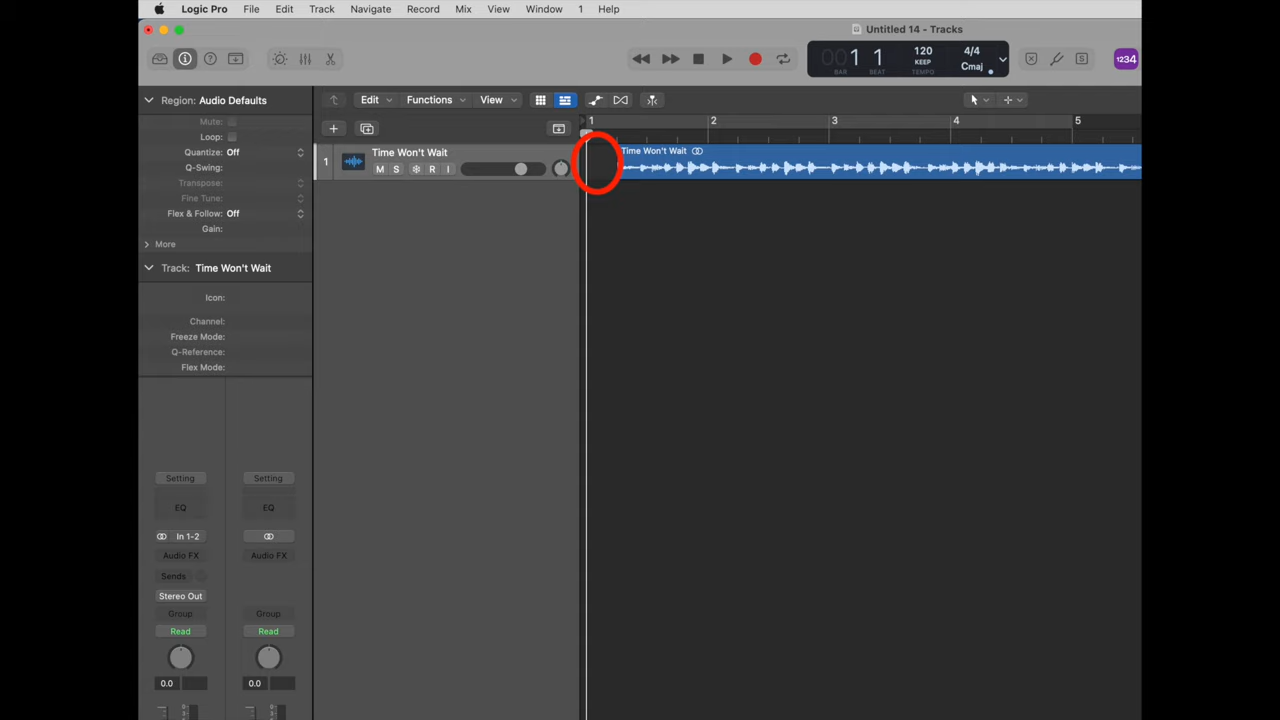 Logic Pro File Edit Track Navigate Record Mix View Window 1 Help
Untitled 14 - Tracks
1 1 120 4/4
KEEP Cmaj
BAR BEAT TEMPO
1234
Region: Audio Defaults Edit Functions View
Mute:
Loop:
Quantize: Off
Q-Swing:
Transpose:
Fine Tune:
Flex & Follow: Off
Gain:
More
Track: Time Won't Wait
Icon:
Channel:
Freeze Mode:
Q-Reference:
Flex Mode:
1 2 3 4 5
1 Time Won't Wait
M S R I
Time Won't Wait
Setting Setting
EQ EQ
In 1-2
Audio FX Audio FX
Sends
Stereo Out
Group Group
Read Read
0.0 0.0